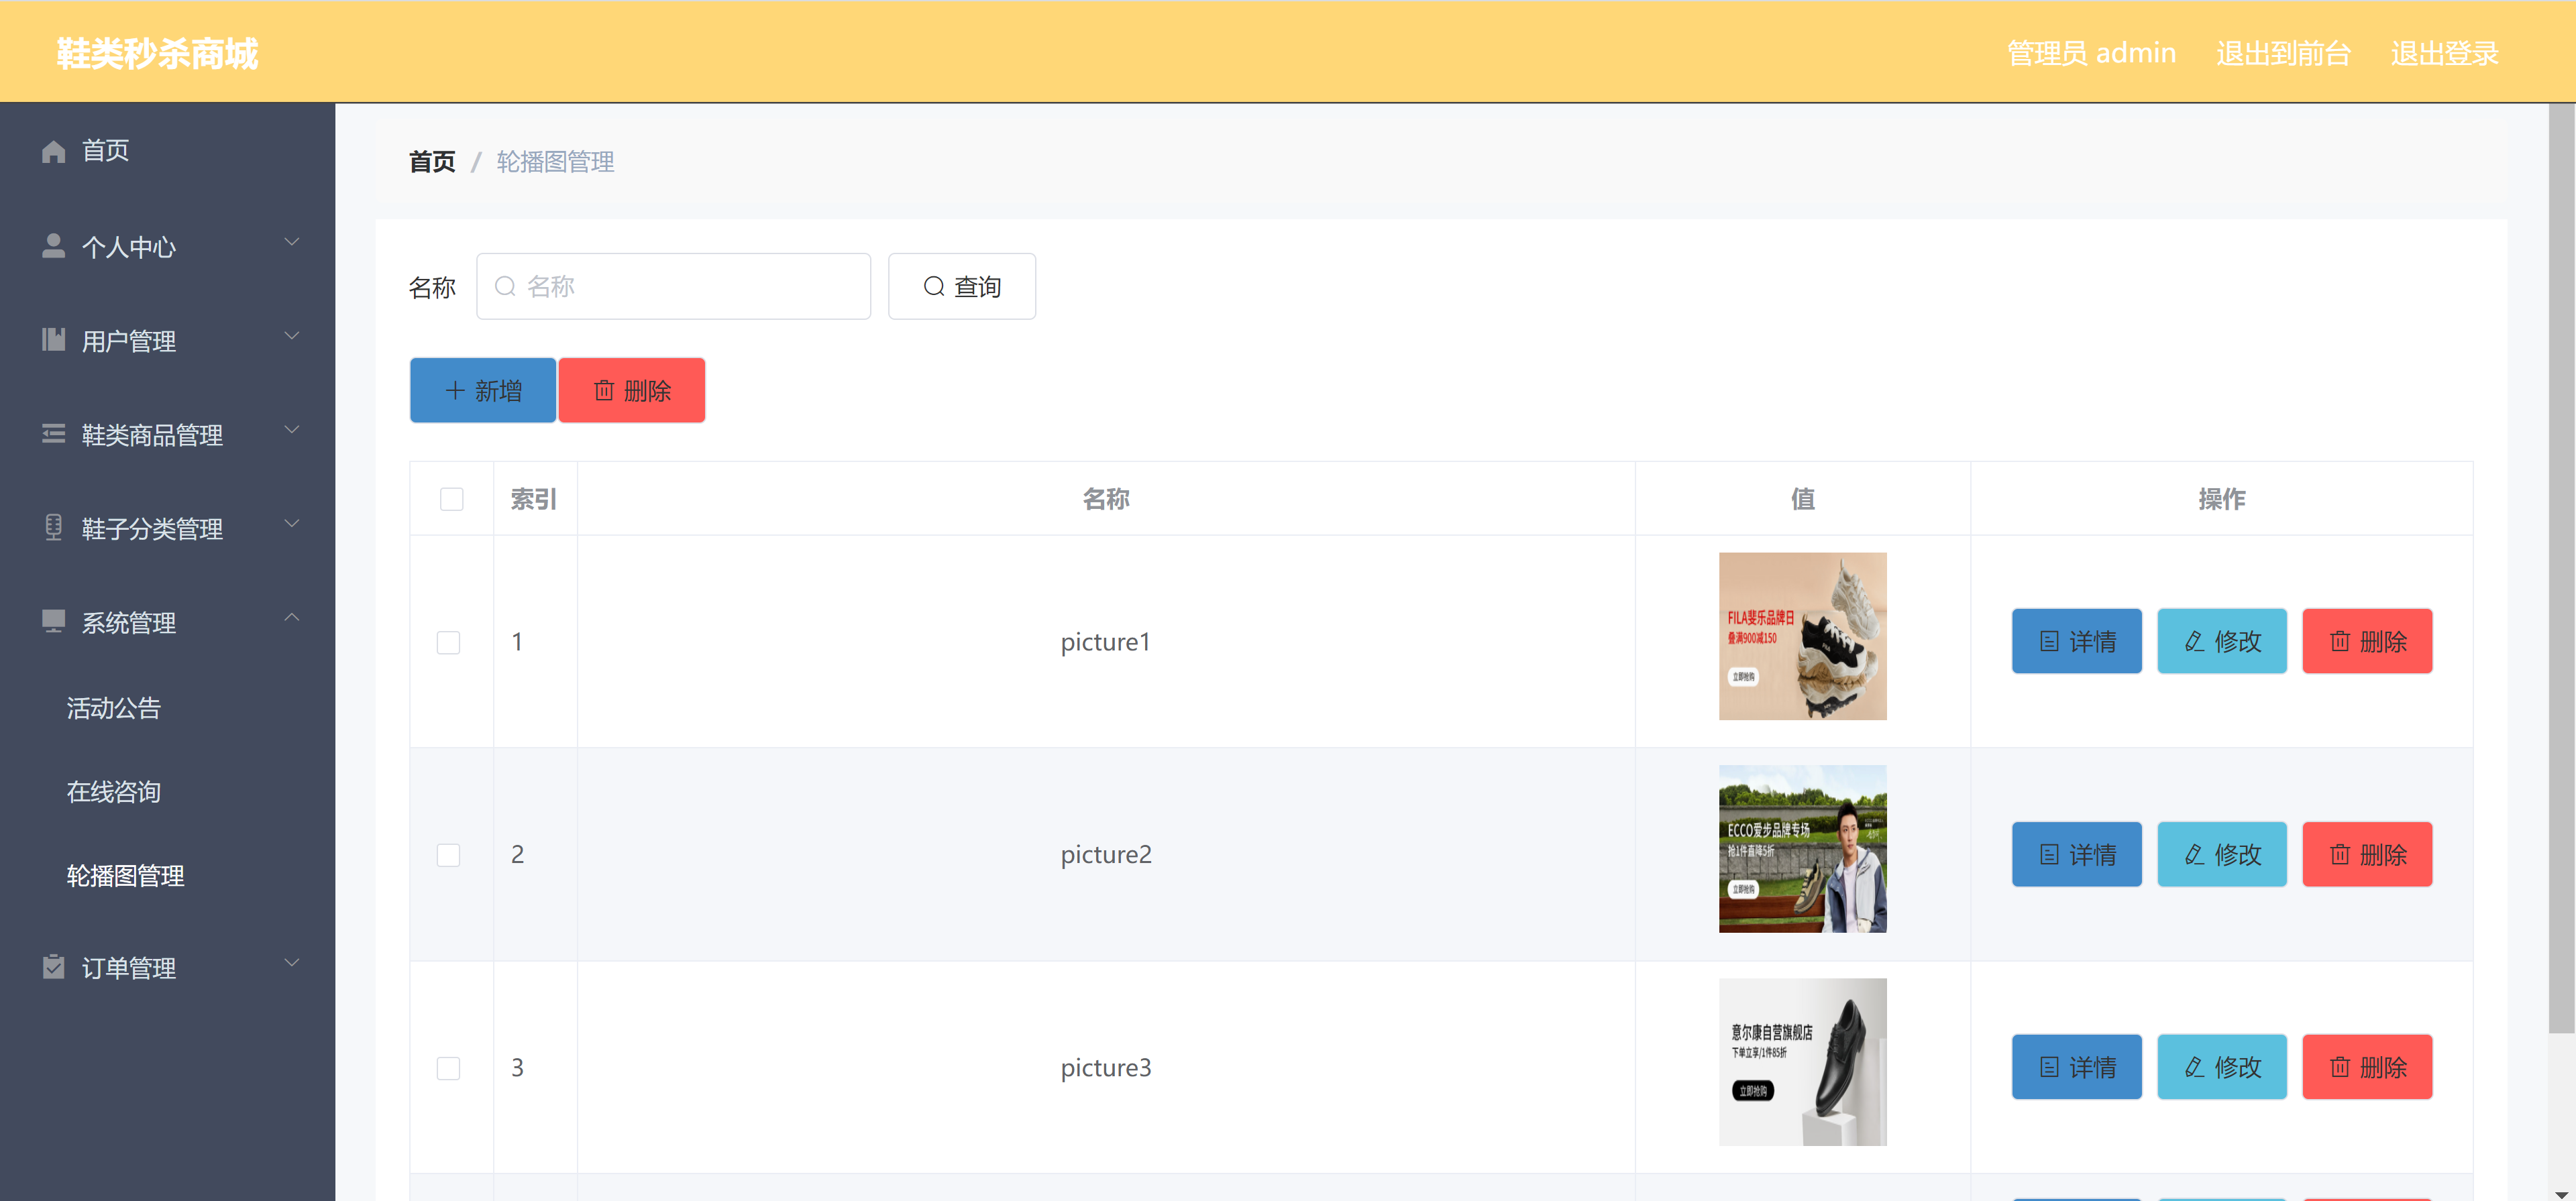 鞋类秒杀商城
管理员 admin 退出到前台 退出登录
首页
个人中心
用户管理
鞋类商品管理
鞋子分类管理
系统管理
活动公告
在线咨询
轮播图管理
订单管理
首页 / 轮播图管理
名称 名称 查询
新增 删除
索引 名称 值 操作
1 picture1
FILA斐乐品牌日
叠满900减150
立即抢购
详情 修改 删除
2 picture2
ECCO爱步品牌专场
抢1件直降5折
立即抢购
详情 修改 删除
3 picture3
意尔康自营旗舰店
下单立享/1件85折
立即抢购
详情 修改 删除